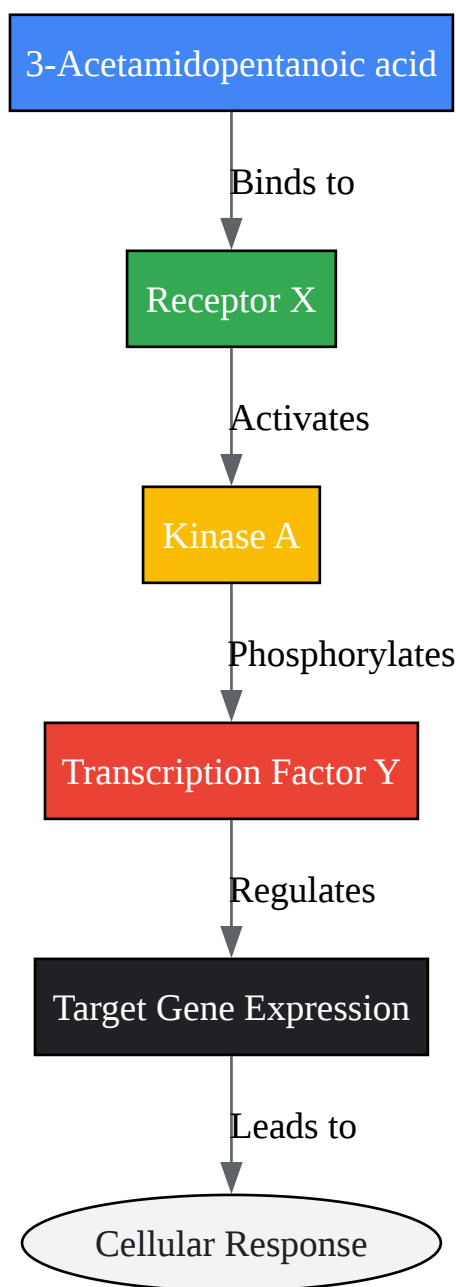 3-Acetamidopentanoic acid
Binds to
Receptor X
Activates
Kinase A
Phosphorylates
Transcription Factor Y
Regulates
Target Gene Expression
Leads to
Cellular Response